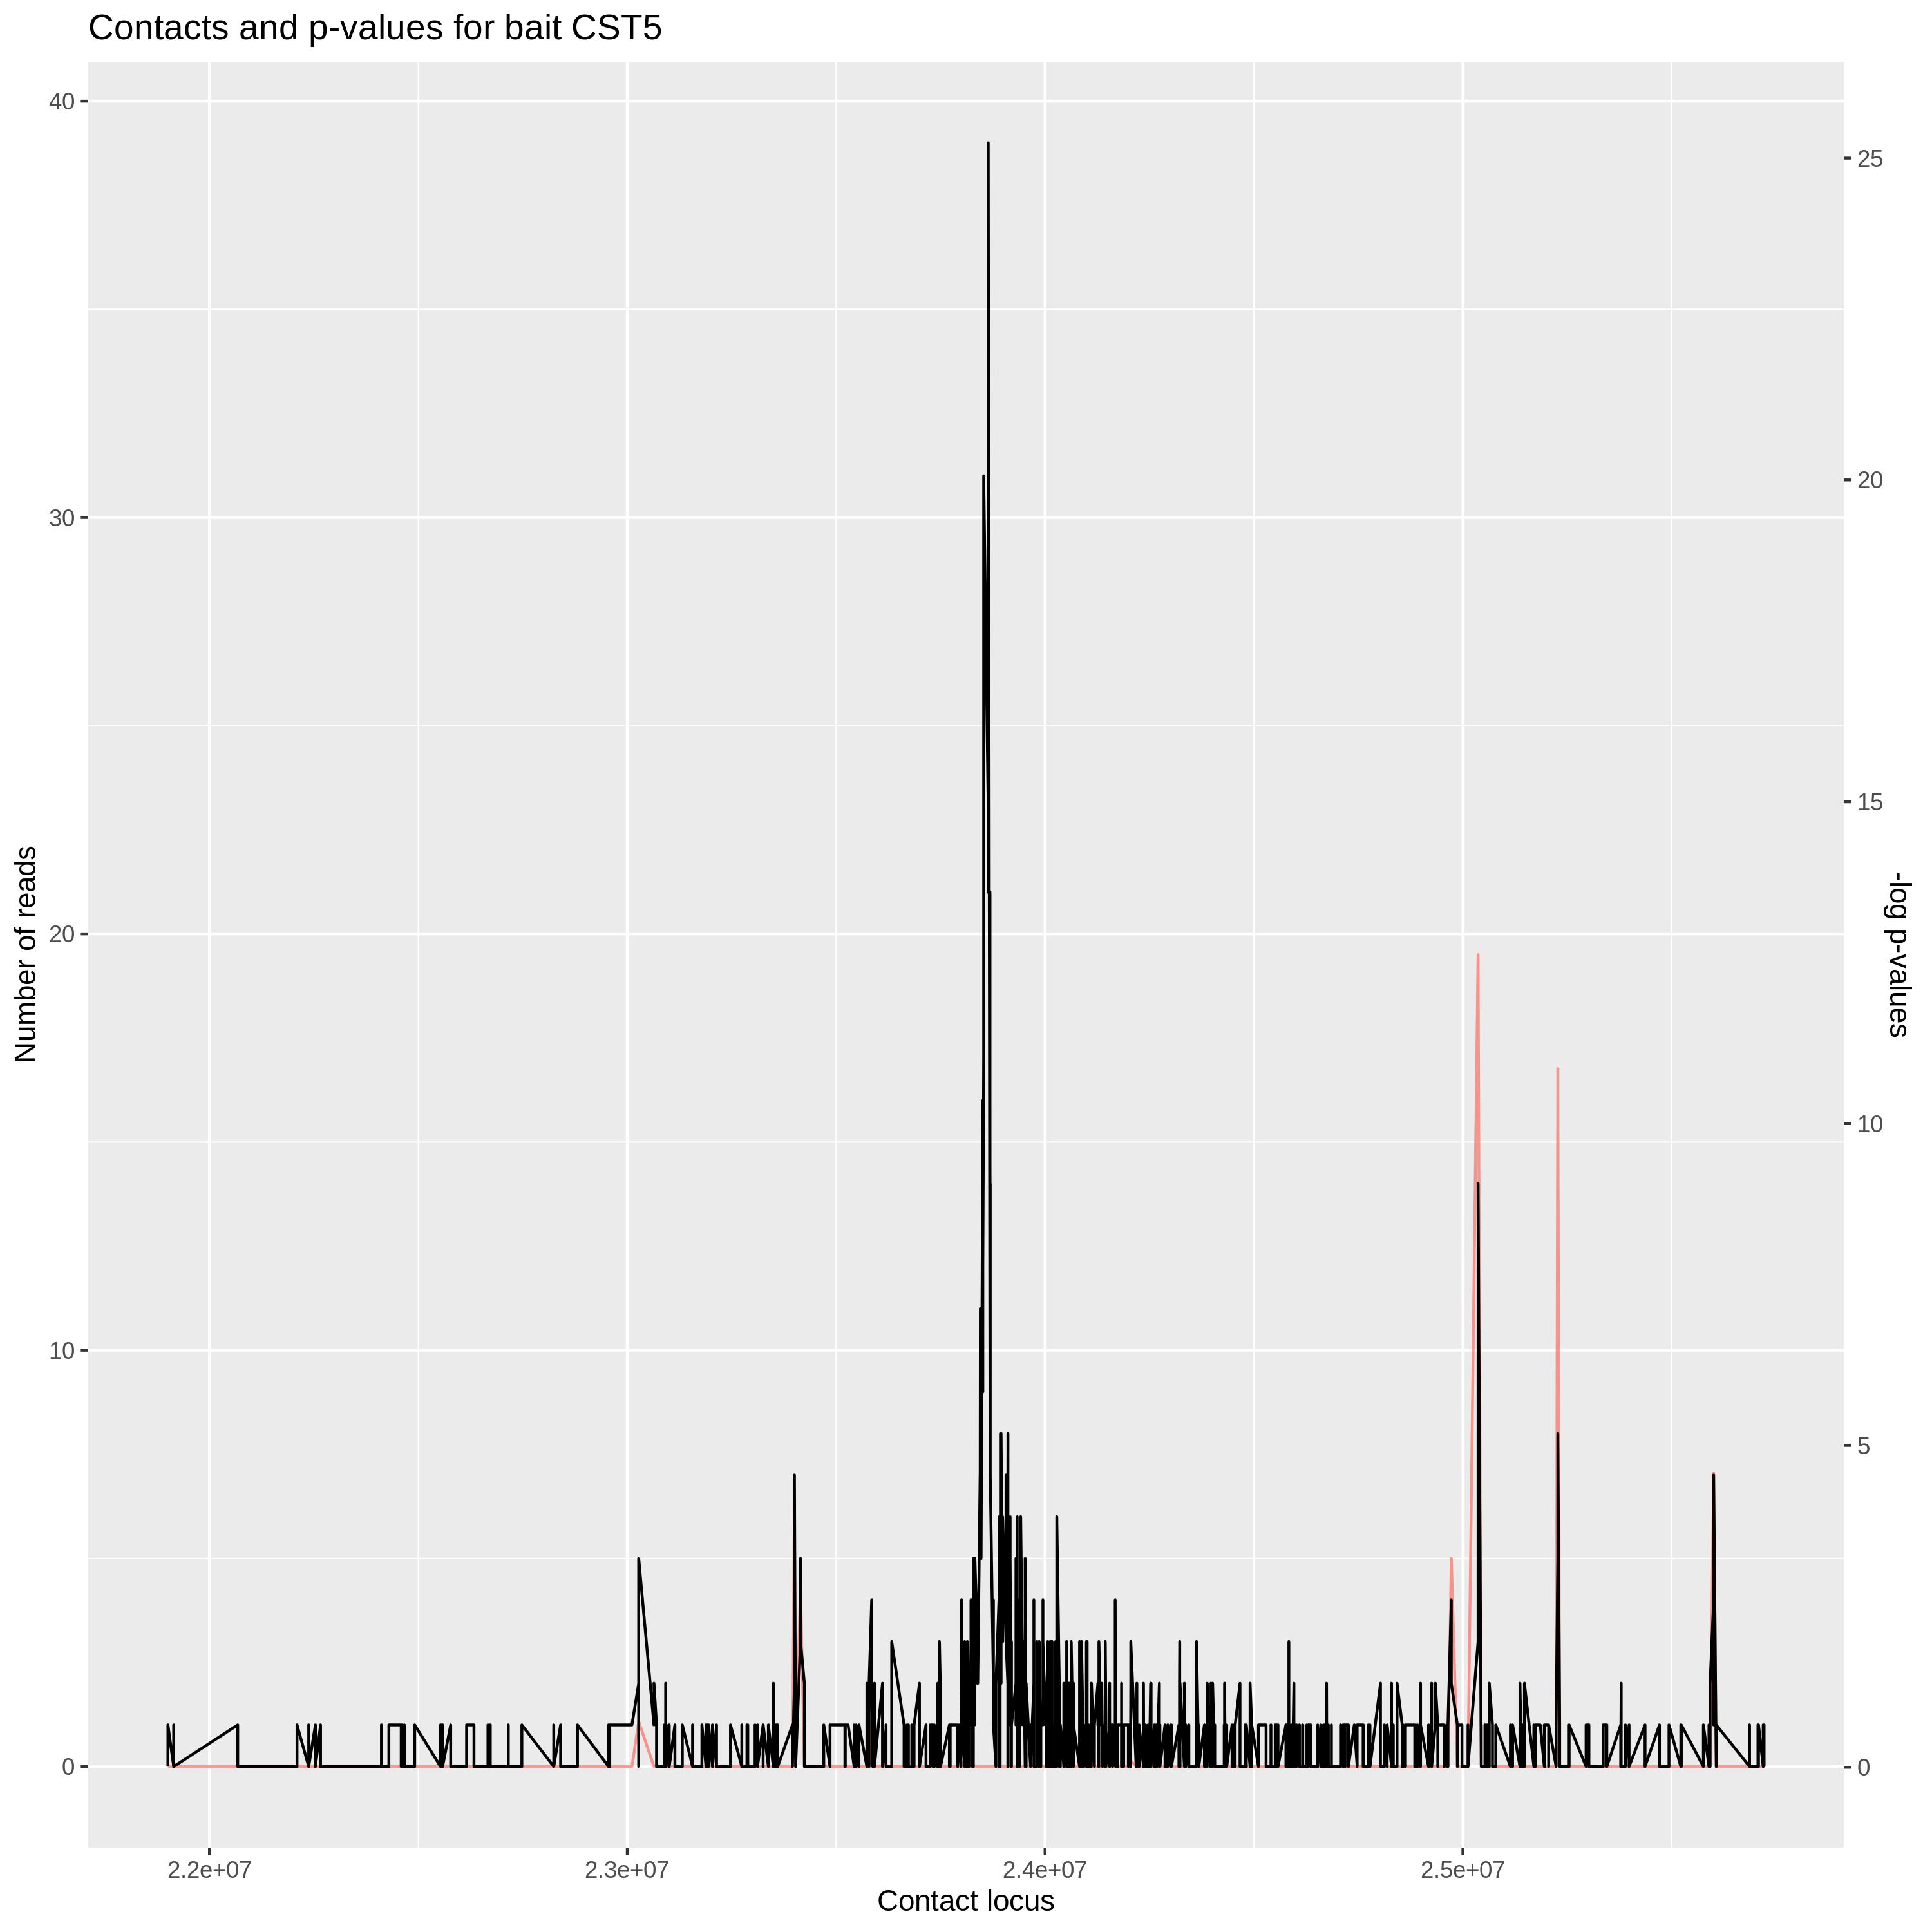 Contacts and p-values for bait CST5
40
30
20
10
0
Number of reads
25
20
15
10
5
0
-log p-values
2.2e+07 2.3e+07 2.4e+07 2.5e+07
Contact locus